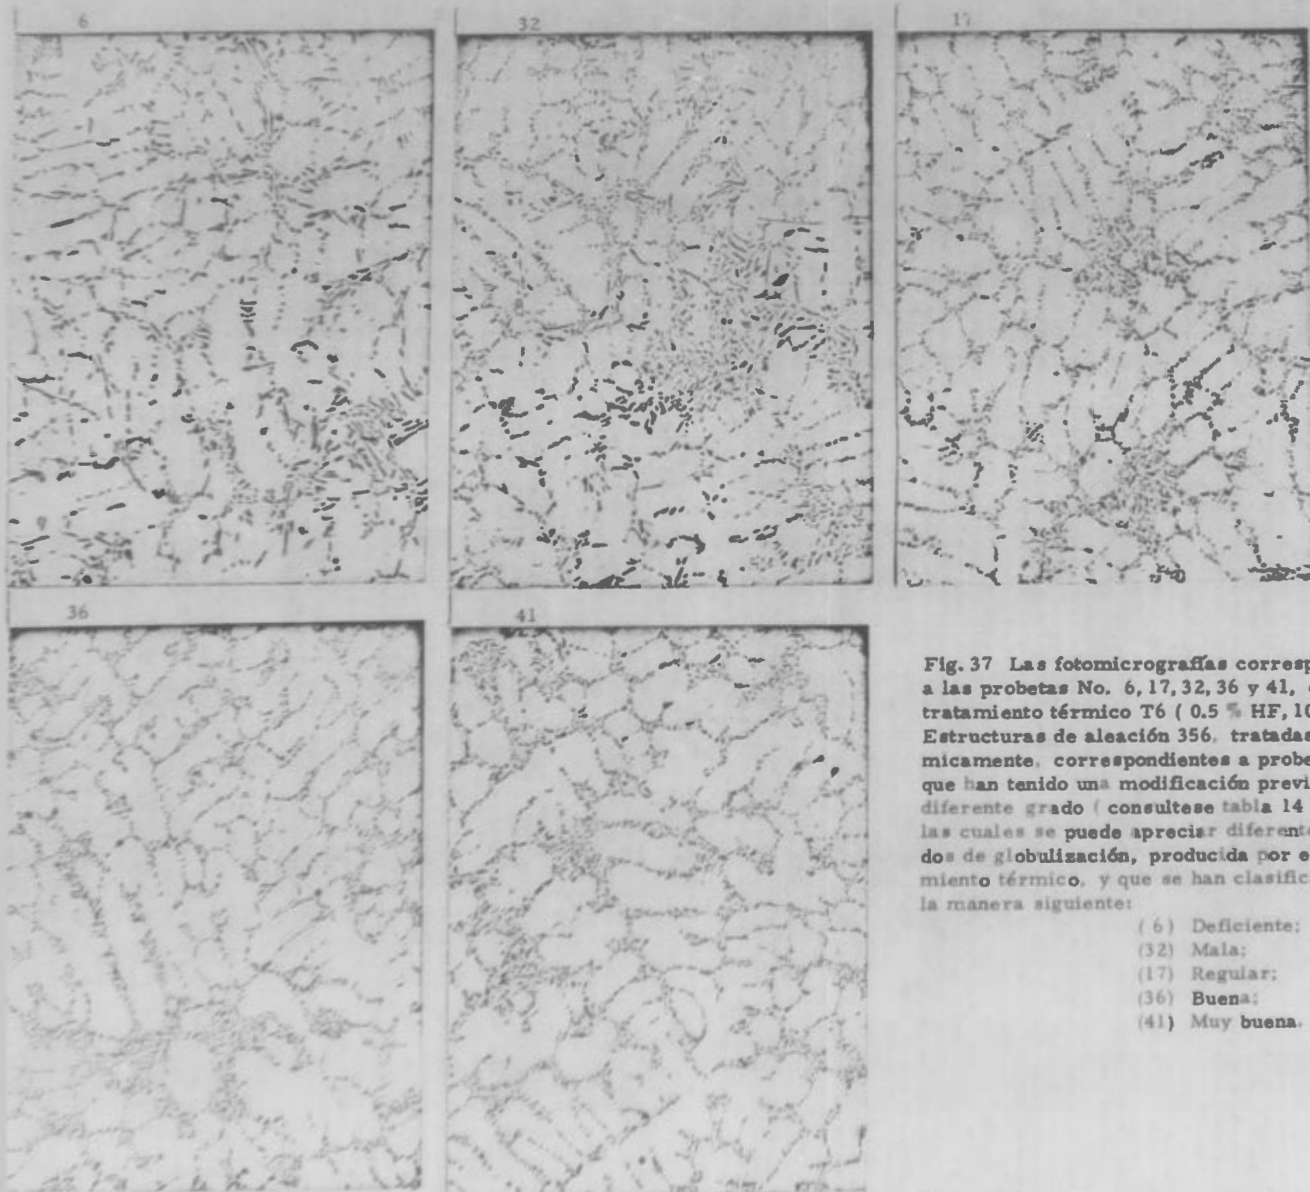 6
32
17
36
41
Fig. 37 Las fotomicrografías corresp
a las probetas No. 6, 17, 32, 36 y 41,
tratamiento térmico T6 ( 0.5 % HF, 10
Estructuras de aleación 356, tratadas
micamente, correspondientes a probe
que han tenido una modificación previ
diferente grado ( consultese tabla 14
las cuales se puede apreciar diferent
dos de globulización, producida por e
miento térmico, y que se han clasific
la manera siguiente:
( 6) Deficiente;
(32) Mala;
(17) Regular;
(36) Buena;
(41) Muy buena.